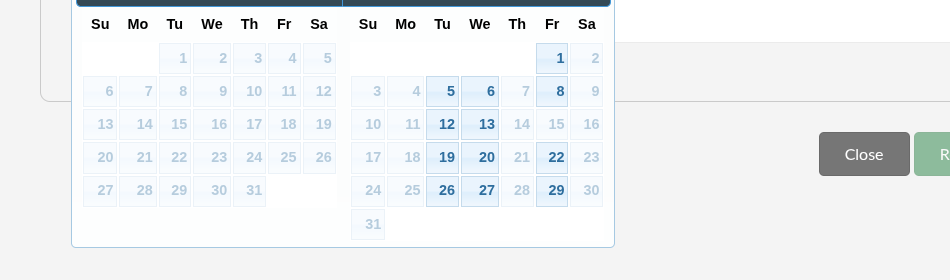 Su Mo Tu We Th Fr Sa
1 2 3 4 5
6 7 8 9 10 11 12
13 14 15 16 17 18 19
20 21 22 23 24 25 26
27 28 29 30 31
Su Mo Tu We Th Fr Sa
1 2
3 4 5 6 7 8 9
10 11 12 13 14 15 16
17 18 19 20 21 22 23
24 25 26 27 28 29 30
31
Close
R